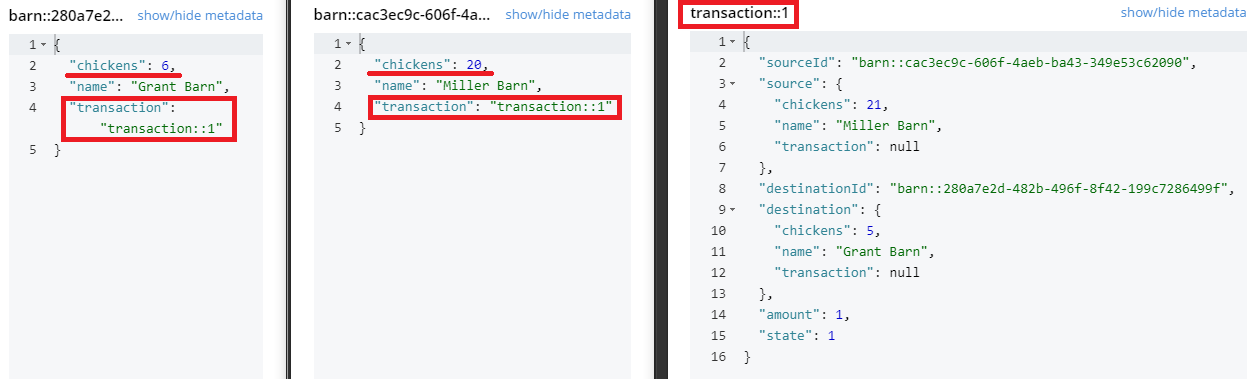 barn::280a7e2... show/hide metadata
1 {
2 "chickens": 6,
3 "name": "Grant Barn",
4 "transaction":
"transaction::1"
5 }
barn::cac3ec9c-606f-4a... show/hide metadata
1 {
2 "chickens": 20,
3 "name": "Miller Barn",
4 "transaction": "transaction::1"
5 }
transaction::1 show/hide metadata
1 {
2 "sourceId": "barn::cac3ec9c-606f-4aeb-ba43-349e53c62090",
3 "source": {
4 "chickens": 21,
5 "name": "Miller Barn",
6 "transaction": null
7 },
8 "destinationId": "barn::280a7e2d-482b-496f-8f42-199c7286499f",
9 "destination": {
10 "chickens": 5,
11 "name": "Grant Barn",
12 "transaction": null
13 },
14 "amount": 1,
15 "state": 1
16 }